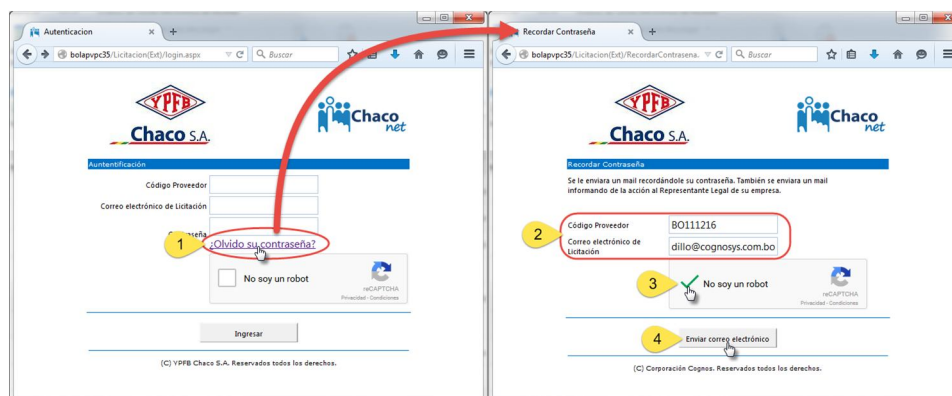 Autenticacion
bolapvpc35/Licitacion(Ext)/login.aspx
Buscar
YPFB
Chaco S.A.
Chaco
net
Auntentificación
Código Proveedor
Correo electrónico de Licitación
1
¿Olvido su contraseña?
No soy un robot
reCAPTCHA
Privacidad - Condiciones
Ingresar
(C) YPFB Chaco S.A. Reservados todos los derechos.
Recordar Contraseña
bolapvpc35/Licitacion(Ext)/RecordarContrasena.
Buscar
YPFB
Chaco S.A.
Chaco
net
Recordar Contraseña
Se le enviara un mail recordándole su contraseña. También se enviara un mail
informando de la acción al Representante Legal de su empresa.
2
Código Proveedor BO111216
Correo electrónico de
Licitación
dillo@cognosys.com.bo
3
No soy un robot
reCAPTCHA
Privacidad - Condiciones
4
Enviar correo electrónico
(C) Corporación Cognos. Reservados todos los derechos.